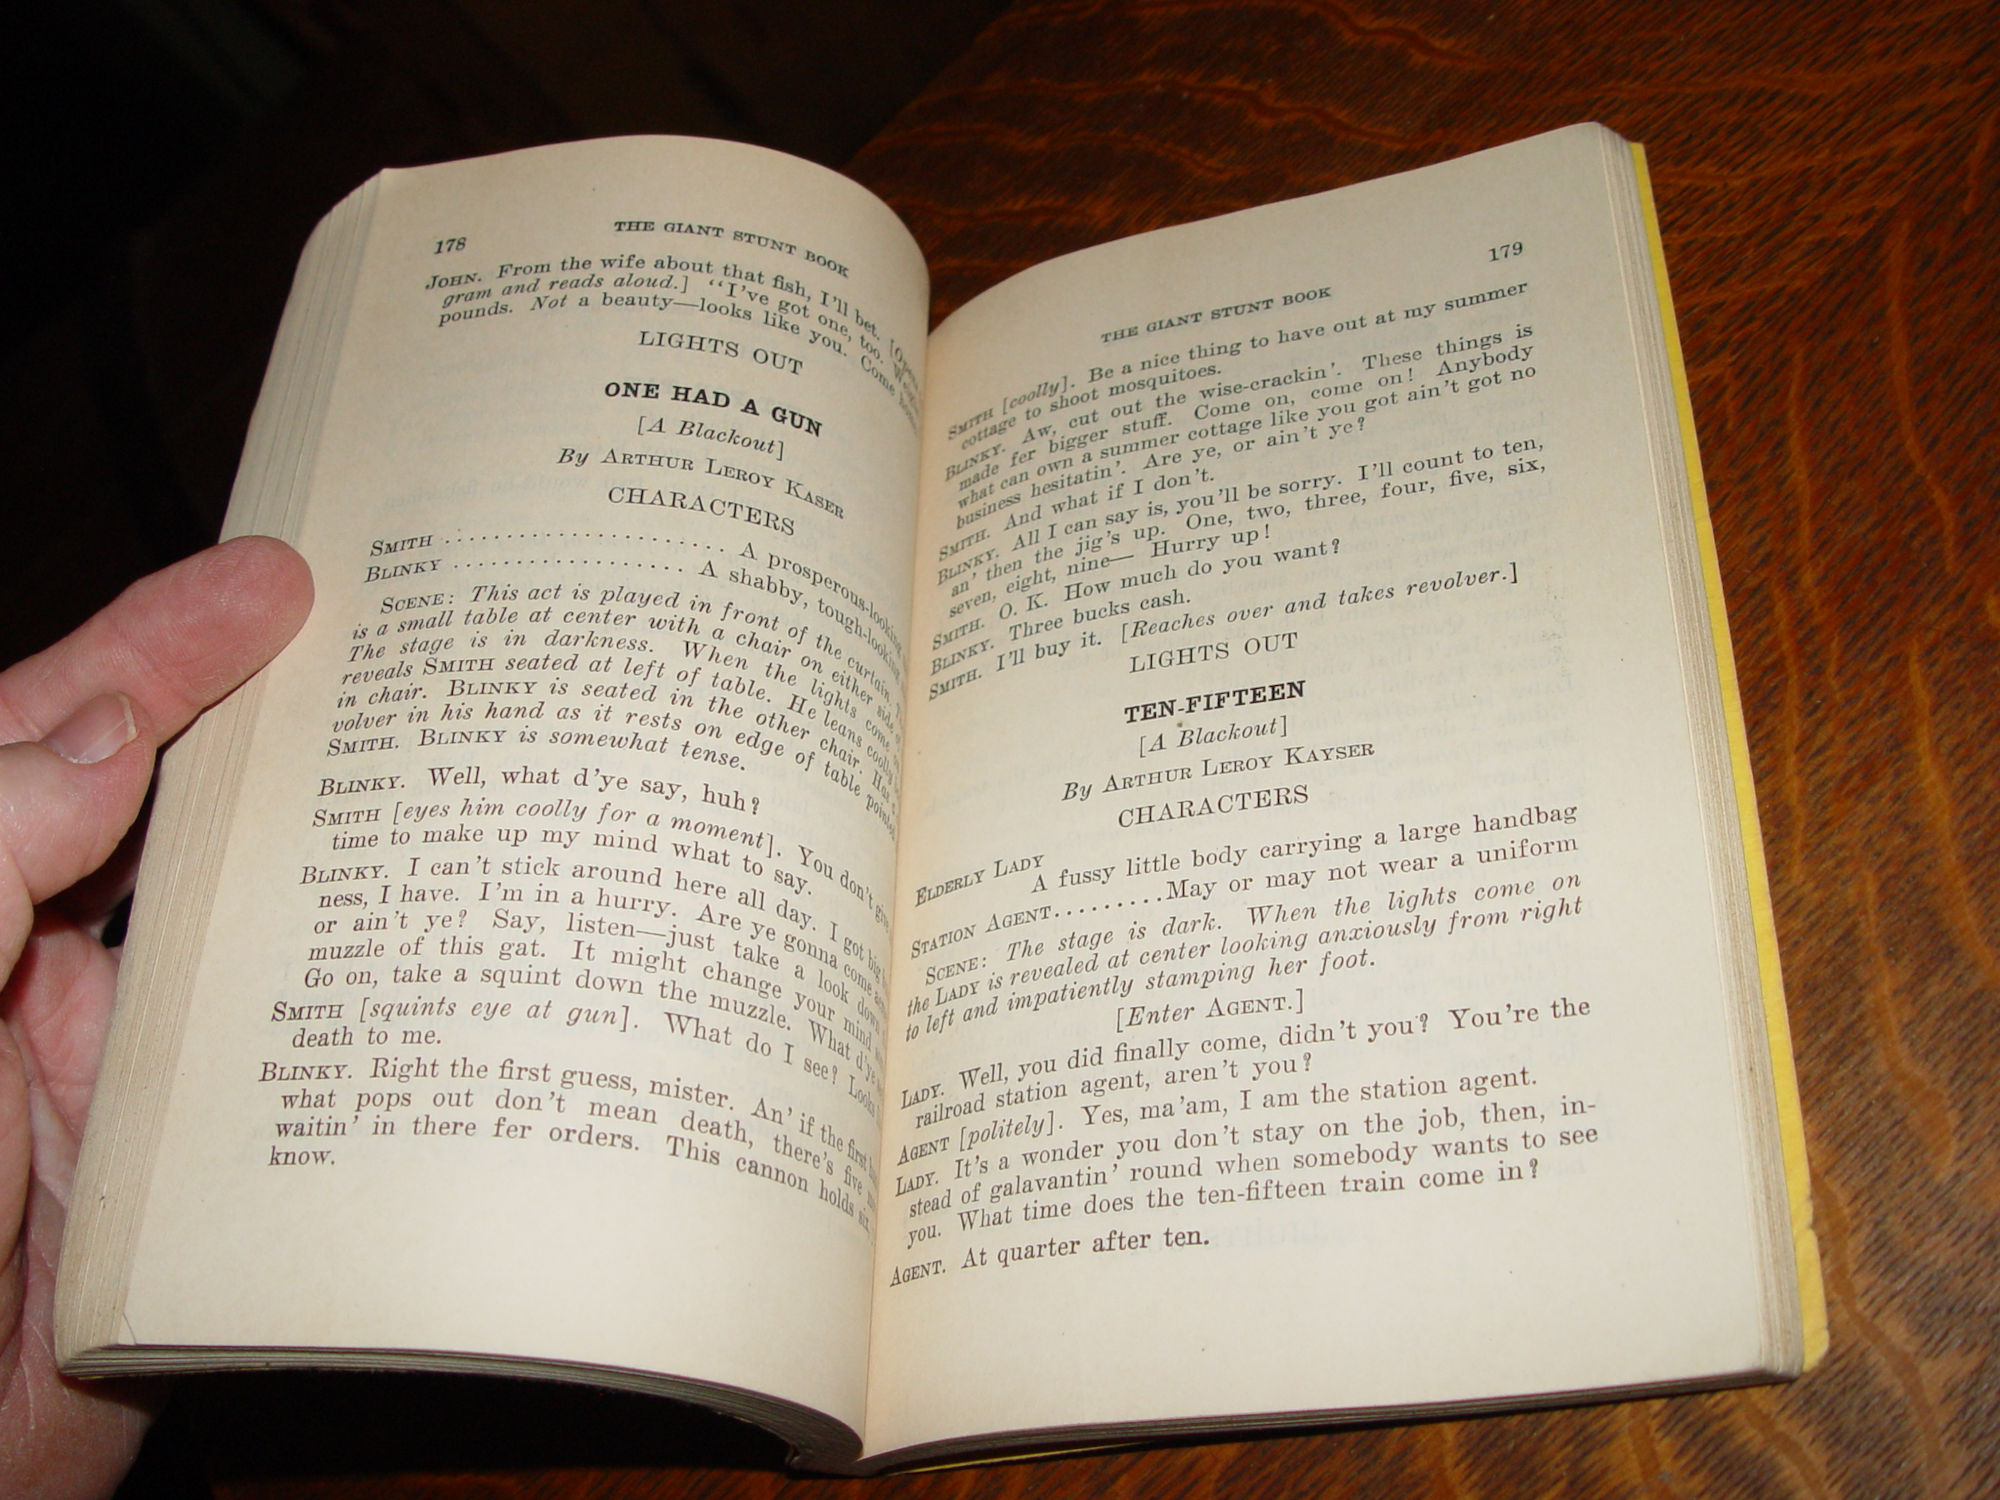 178
THE GIANT STUNT BOOK
JOHN. From the wife about that fish, I'll bet. [Opens
gram and reads aloud.] "I've got one, too. Weighs
pounds. Not a beauty—looks like you. Come home
LIGHTS OUT
ONE HAD A GUN
[A Blackout]
By ARTHUR LEROY KASER
CHARACTERS
SMITH ....................... A prosperous-looking
BLINKY ................... A shabby, tough-looking
SCENE: This act is played in front of the curtain.
is a small table at center with a chair on either side
The stage is in darkness. When the lights come
reveals SMITH seated at left of table. He leans coolly
in chair. BLINKY is seated in the other chair. Has
volver in his hand as it rests on edge of table pointed
SMITH. BLINKY is somewhat tense.
BLINKY. Well, what d'ye say, huh?
SMITH [eyes him coolly for a moment]. You don't give
time to make up my mind what to say.
BLINKY. I can't stick around here all day. I got big
ness, I have. I'm in a hurry. Are ye gonna come
or ain't ye? Say, listen—just take a look down
muzzle of this gat. It might change your mind
Go on, take a squint down the muzzle. What d'ye
SMITH [squints eye at gun]. What do I see? Looks
death to me.
BLINKY. Right the first guess, mister. An' if the first
what pops out don't mean death, there's five
waitin' in there fer orders. This cannon holds six,
know.
179
THE GIANT STUNT BOOK
SMITH [coolly]. Be a nice thing to have out at my summer
cottage to shoot mosquitoes.
BLINKY. Aw, cut out the wise-crackin'. These things is
made fer bigger stuff. Come on, come on! Anybody
what can own a summer cottage like you got ain't got no
business hesitatin'. Are ye, or ain't ye?
SMITH. And what if I don't.
BLINKY. All I can say is, you'll be sorry. I'll count to ten,
an' then the jig's up. One, two, three, four, five, six,
seven, eight, nine— Hurry up!
SMITH. O. K. How much do you want?
BLINKY. Three bucks cash.
SMITH. I'll buy it. [Reaches over and takes revolver.]
LIGHTS OUT
TEN-FIFTEEN
[A Blackout]
By ARTHUR LEROY KAYSER
CHARACTERS
ELDERLY LADY
A fussy little body carrying a large handbag
STATION AGENT.........May or may not wear a uniform
SCENE: The stage is dark. When the lights come on
the LADY is revealed at center looking anxiously from right
to left and impatiently stamping her foot.
[Enter AGENT.]
LADY. Well, you did finally come, didn't you? You're the
railroad station agent, aren't you?
AGENT [politely]. Yes, ma'am, I am the station agent.
LADY. It's a wonder you don't stay on the job, then, in-
stead of galavantin' round when somebody wants to see
you. What time does the ten-fifteen train come in?
AGENT. At quarter after ten.